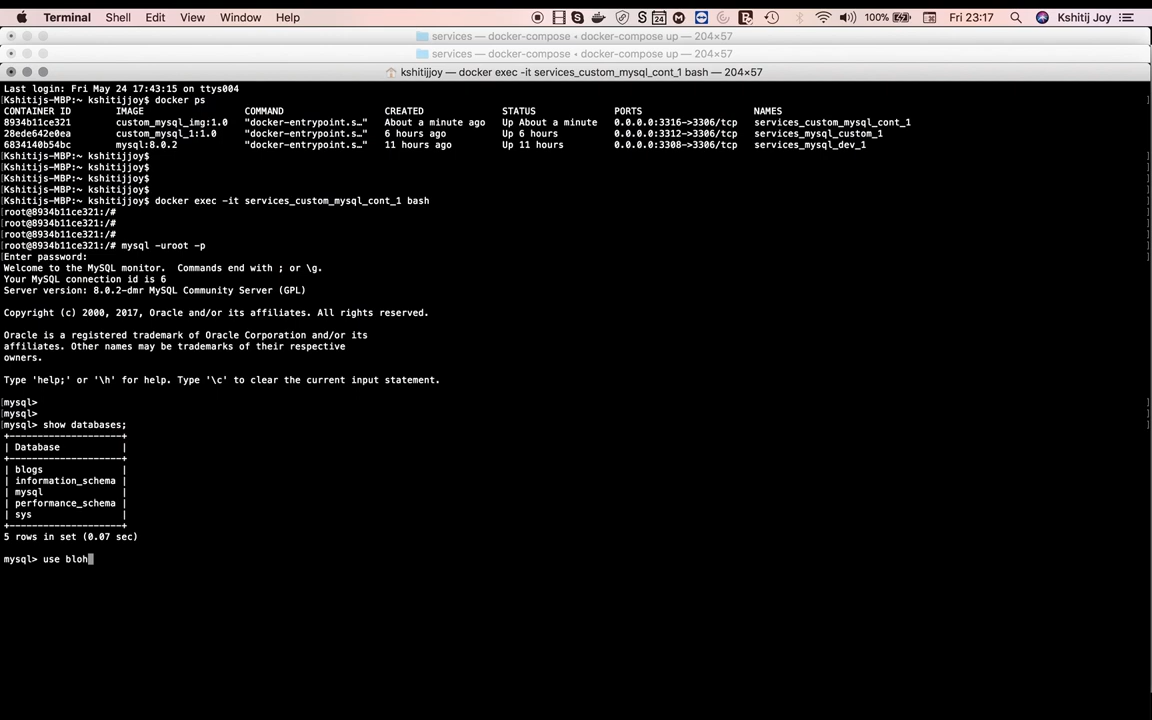 Terminal Shell Edit View Window Help 24 100% Fri 23:17 Kshitij Joy
services — docker-compose • docker-compose up — 204×57
services — docker-compose • docker-compose up — 204×57
kshitijjoy — docker exec -it services_custom_mysql_cont_1 bash — 204×57
Last login: Fri May 24 17:43:15 on ttys004
[Kshitijs-MBP:~ kshitijjoy$ docker ps
CONTAINER ID IMAGE COMMAND CREATED STATUS PORTS NAMES
8934b11ce321 custom_mysql_img:1.0 "docker-entrypoint.s…" About a minute ago Up About a minute 0.0.0.0:3316->3306/tcp services_custom_mysql_cont_1
28ede642e0ea custom_mysql_1:1.0 "docker-entrypoint.s…" 6 hours ago Up 6 hours 0.0.0.0:3312->3306/tcp services_mysql_custom_1
6834140b54bc mysql:8.0.2 "docker-entrypoint.s…" 11 hours ago Up 11 hours 0.0.0.0:3308->3306/tcp services_mysql_dev_1
[Kshitijs-MBP:~ kshitijjoy$
[Kshitijs-MBP:~ kshitijjoy$
[Kshitijs-MBP:~ kshitijjoy$
[Kshitijs-MBP:~ kshitijjoy$
[Kshitijs-MBP:~ kshitijjoy$ docker exec -it services_custom_mysql_cont_1 bash
[root@8934b11ce321:/#
[root@8934b11ce321:/#
[root@8934b11ce321:/#
[root@8934b11ce321:/# mysql -uroot -p
[Enter password:
Welcome to the MySQL monitor. Commands end with ; or \g.
Your MySQL connection id is 6
Server version: 8.0.2-dmr MySQL Community Server (GPL)
Copyright (c) 2000, 2017, Oracle and/or its affiliates. All rights reserved.
Oracle is a registered trademark of Oracle Corporation and/or its
affiliates. Other names may be trademarks of their respective
owners.
Type 'help;' or '\h' for help. Type '\c' to clear the current input statement.
[mysql>
[mysql>
[mysql> show databases;
+--------------------+
| Database |
+--------------------+
| blogs |
| information_schema |
| mysql |
| performance_schema |
| sys |
+--------------------+
5 rows in set (0.07 sec)
mysql> use bloh